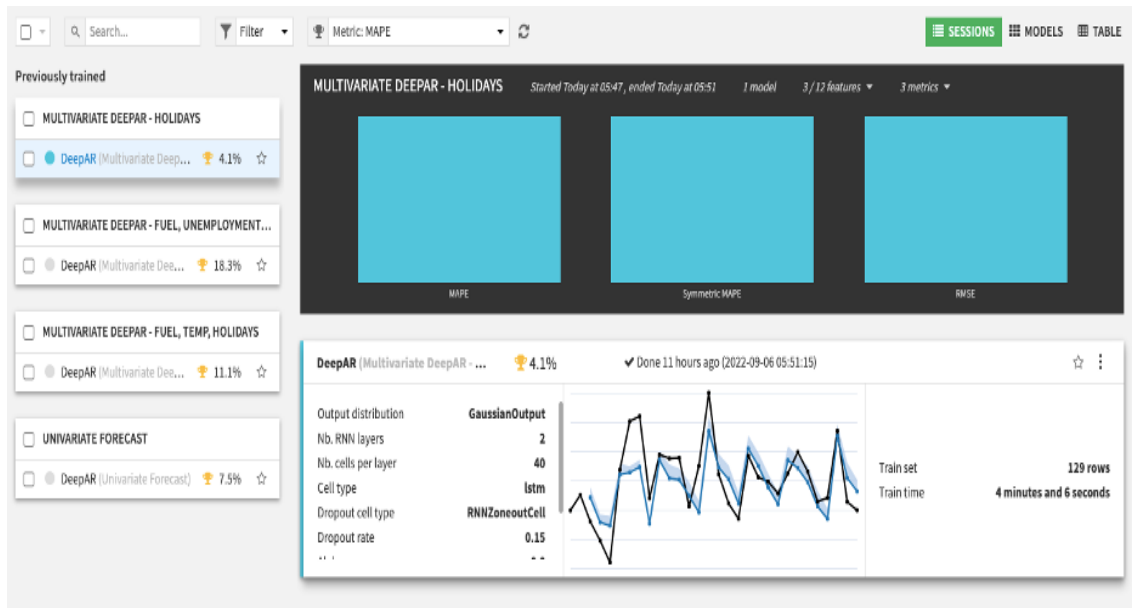 Search...
Filter
Metric: MAPE
SESSIONS
MODELS
TABLE
Previously trained
MULTIVARIATE DEEPAR - HOLIDAYS
DeepAR (Multivariate Deep... 4.1%
MULTIVARIATE DEEPAR - FUEL, UNEMPLOYMENT...
DeepAR (Multivariate Dee... 18.3%
MULTIVARIATE DEEPAR - FUEL, TEMP, HOLIDAYS
DeepAR (Multivariate Dee... 11.1%
UNIVARIATE FORECAST
DeepAR (Univariate Forecast) 7.5%
MULTIVARIATE DEEPAR - HOLIDAYS Started Today at 05:47, ended Today at 05:51 1 model 3 / 12 features 3 metrics
MAPE
Symmetric MAPE
RMSE
DeepAR (Multivariate DeepAR - ... 4.1% Done 11 hours ago (2022-09-06 05:51:15)
Output distribution GaussianOutput
Nb. RNN layers 2
Nb. cells per layer 40
Cell type lstm
Dropout cell type RNNZoneoutCell
Dropout rate 0.15
Train set 129 rows
Train time 4 minutes and 6 seconds